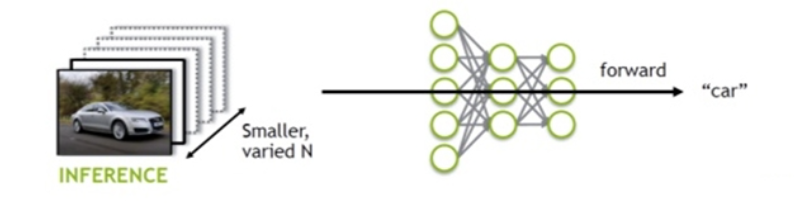 forward
"car"
Smaller,
varied N
INFERENCE